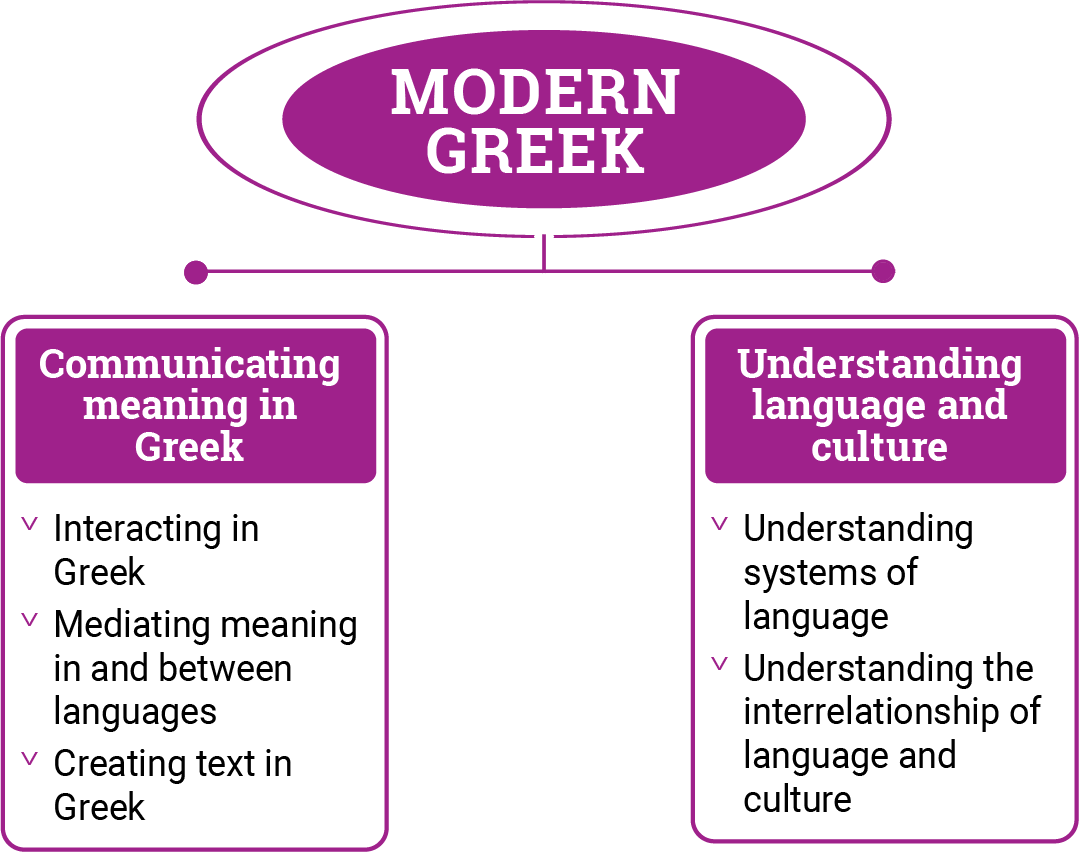 MODERN
GREEK
Communicating
meaning in
Greek
Interacting in
Greek
Mediating meaning
in and between
languages
Creating text in
Greek
Understanding
language and
culture
Understanding
systems of
language
Understanding the
interrelationship of
language and
culture